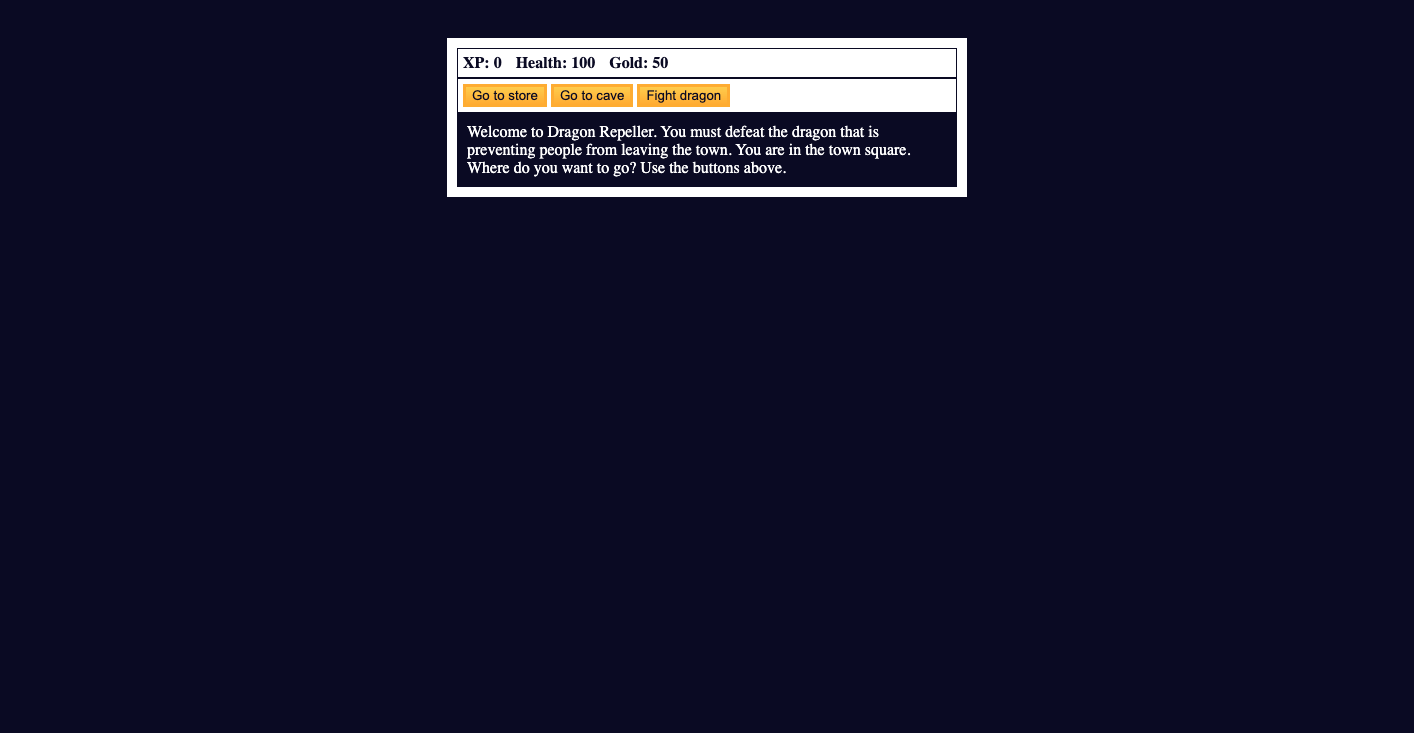 XP: 0 Health: 100 Gold: 50
Go to store Go to cave Fight dragon
Welcome to Dragon Repeller. You must defeat the dragon that is
preventing people from leaving the town. You are in the town square.
Where do you want to go? Use the buttons above.